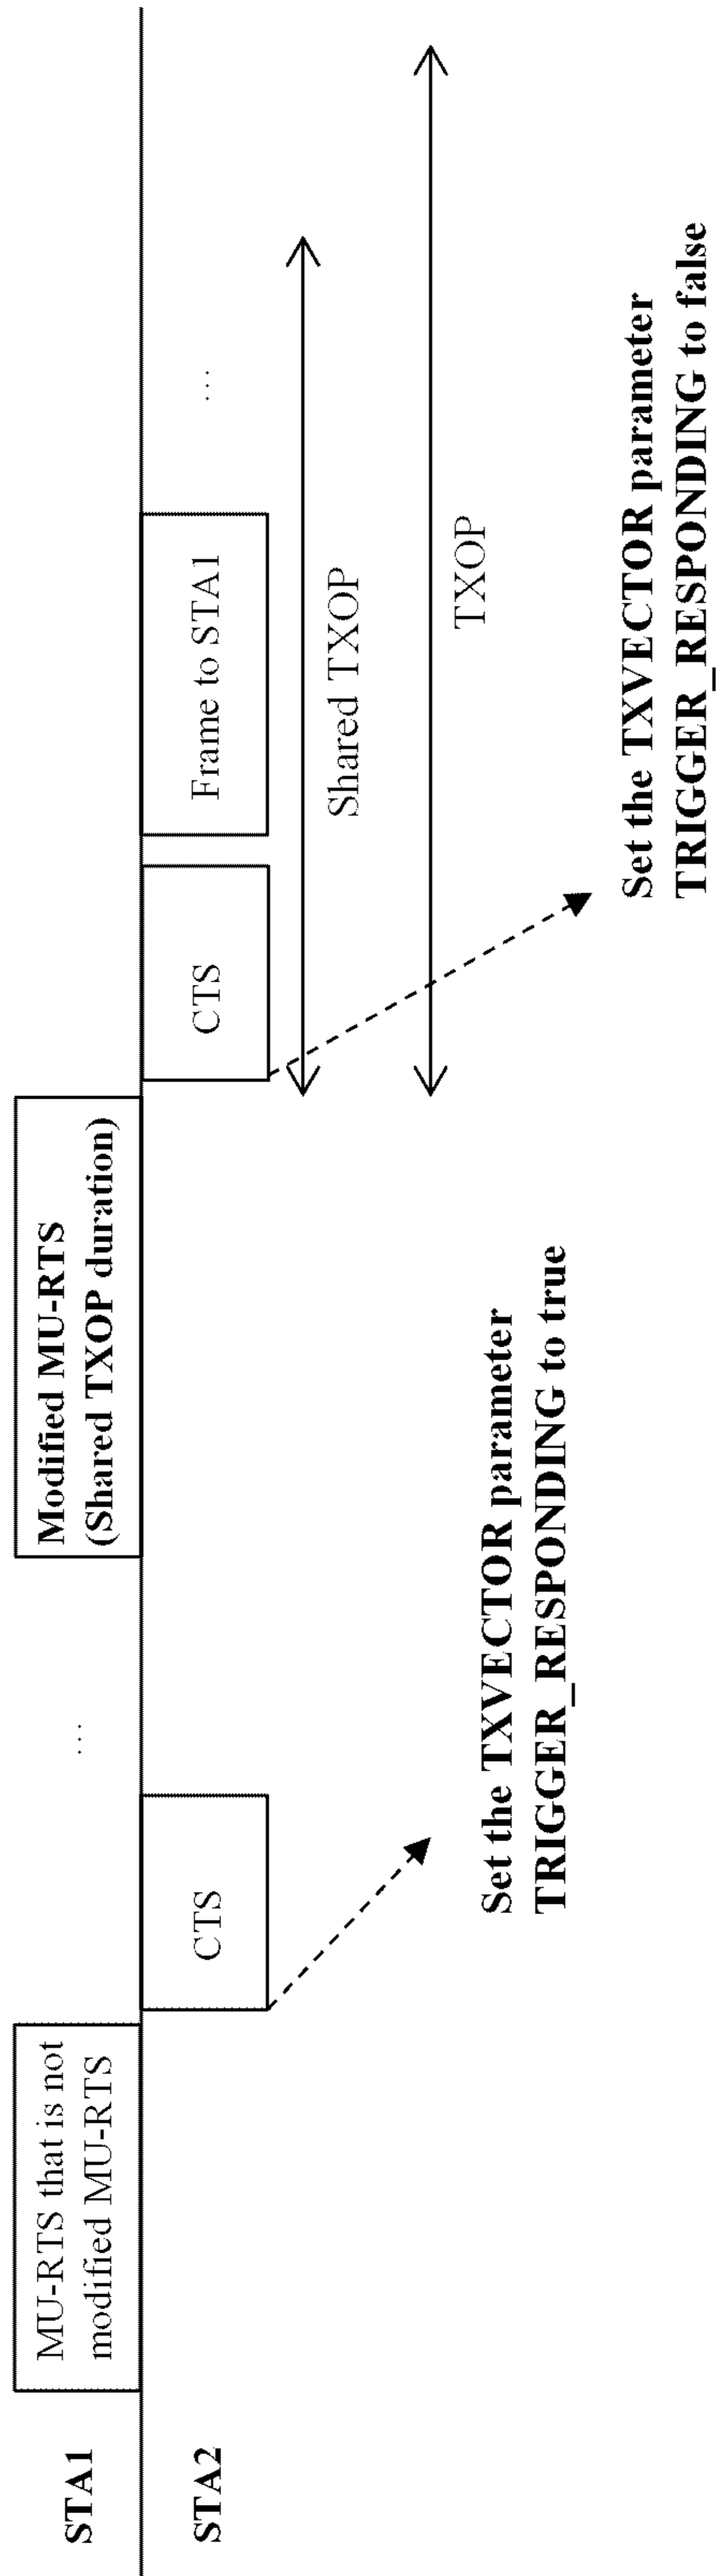 STA1
MU-RTS that is not
modified MU-RTS
...
Modified MU-RTS
(Shared TXOP duration)
STA2
CTS
CTS
Frame to STA1
...
Shared TXOP
TXOP
Set the TXVECTOR parameter
TRIGGER_RESPONDING to true
Set the TXVECTOR parameter
TRIGGER_RESPONDING to false